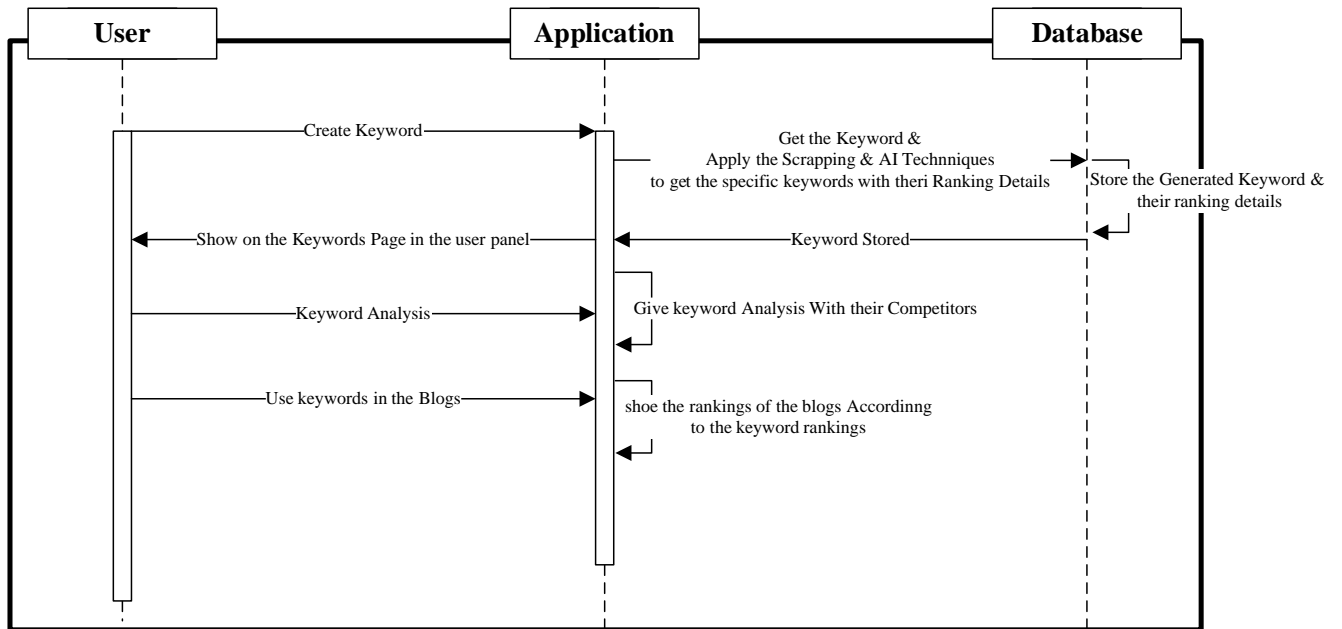 User
Application
Database
Create Keyword
Get the Keyword &
Apply the Scrapping & AI Technniques
to get the specific keywords with theri Ranking Details
Store the Generated Keyword &
their ranking details
Show on the Keywords Page in the user panel
Keyword Stored
Give keyword Analysis With their Competitors
Keyword Analysis
Use keywords in the Blogs
shoe the rankings of the blogs Accordinng
to the keyword rankings